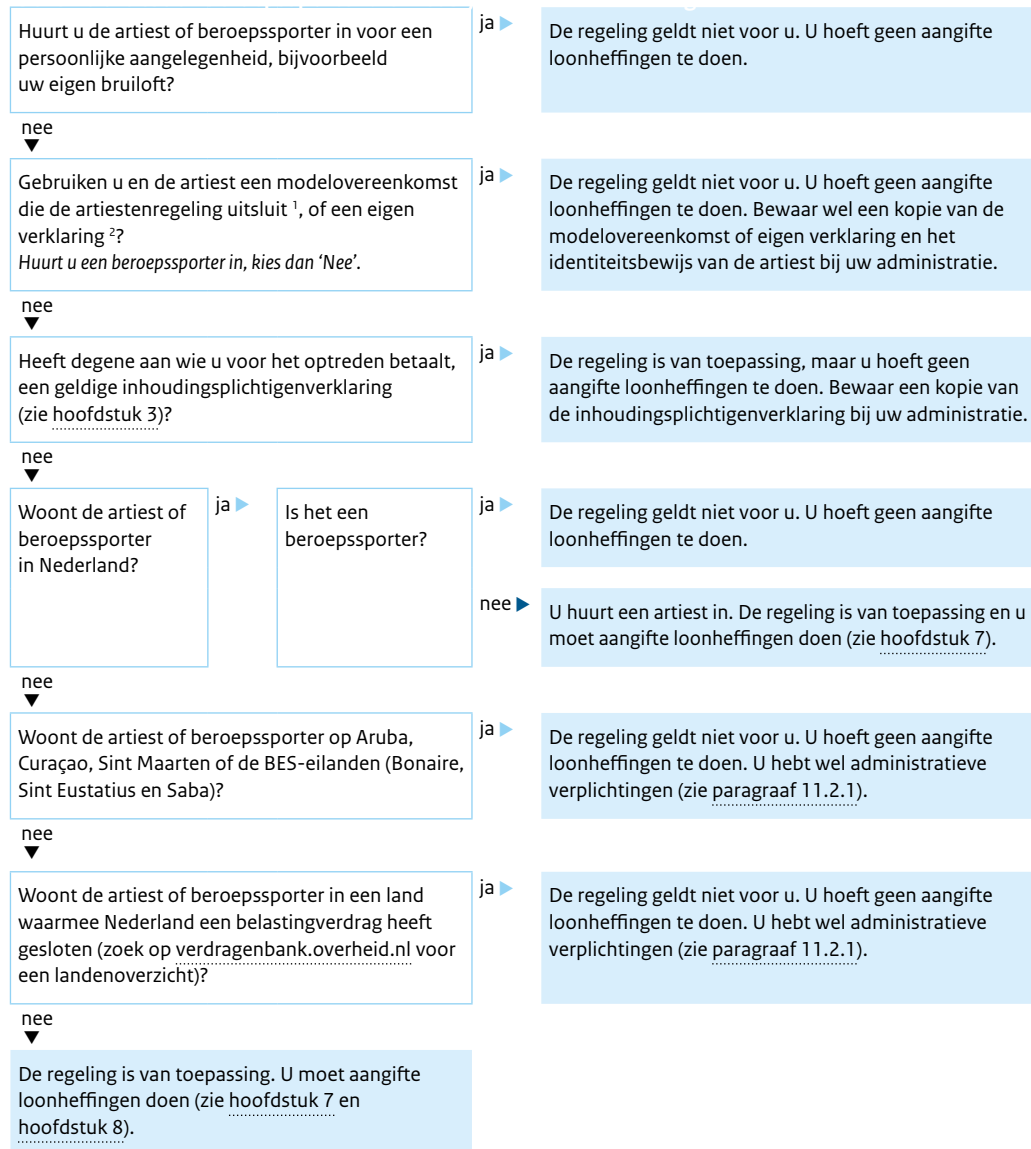 Huurt u de artiest of beroepssporter in voor een
persoonlijke aangelegenheid, bijvoorbeeld
uw eigen bruiloft?
ja
De regeling geldt niet voor u. U hoeft geen aangifte
loonheffingen te doen.
nee
Gebruiken u en de artiest een modelovereenkomst
die de artiestenregeling uitsluit ¹, of een eigen
verklaring ²?
Huurt u een beroepssporter in, kies dan ‘Nee’.
ja
De regeling geldt niet voor u. U hoeft geen aangifte
loonheffingen te doen. Bewaar wel een kopie van de
modelovereenkomst of eigen verklaring en het
identiteitsbewijs van de artiest bij uw administratie.
nee
Heeft degene aan wie u voor het optreden betaalt,
een geldige inhoudingsplichtigenverklaring
(zie hoofdstuk 3)?
ja
De regeling is van toepassing, maar u hoeft geen
aangifte loonheffingen te doen. Bewaar een kopie van
de inhoudingsplichtigenverklaring bij uw administratie.
nee
Woont de artiest of
beroepssporter
in Nederland?
ja
Is het een
beroepssporter?
ja
De regeling geldt niet voor u. U hoeft geen aangifte
loonheffingen te doen.
nee
U huurt een artiest in. De regeling is van toepassing en u
moet aangifte loonheffingen doen (zie hoofdstuk 7).
nee
Woont de artiest of beroepssporter op Aruba,
Curaçao, Sint Maarten of de BES-eilanden (Bonaire,
Sint Eustatius en Saba)?
ja
De regeling geldt niet voor u. U hoeft geen aangifte
loonheffingen te doen. U hebt wel administratieve
verplichtingen (zie paragraaf 11.2.1).
nee
Woont de artiest of beroepssporter in een land
waarmee Nederland een belastingverdrag heeft
gesloten (zoek op verdragenbank.overheid.nl voor
een landenoverzicht)?
ja
De regeling geldt niet voor u. U hoeft geen aangifte
loonheffingen te doen. U hebt wel administratieve
verplichtingen (zie paragraaf 11.2.1).
nee
De regeling is van toepassing. U moet aangifte
loonheffingen doen (zie hoofdstuk 7 en
hoofdstuk 8).